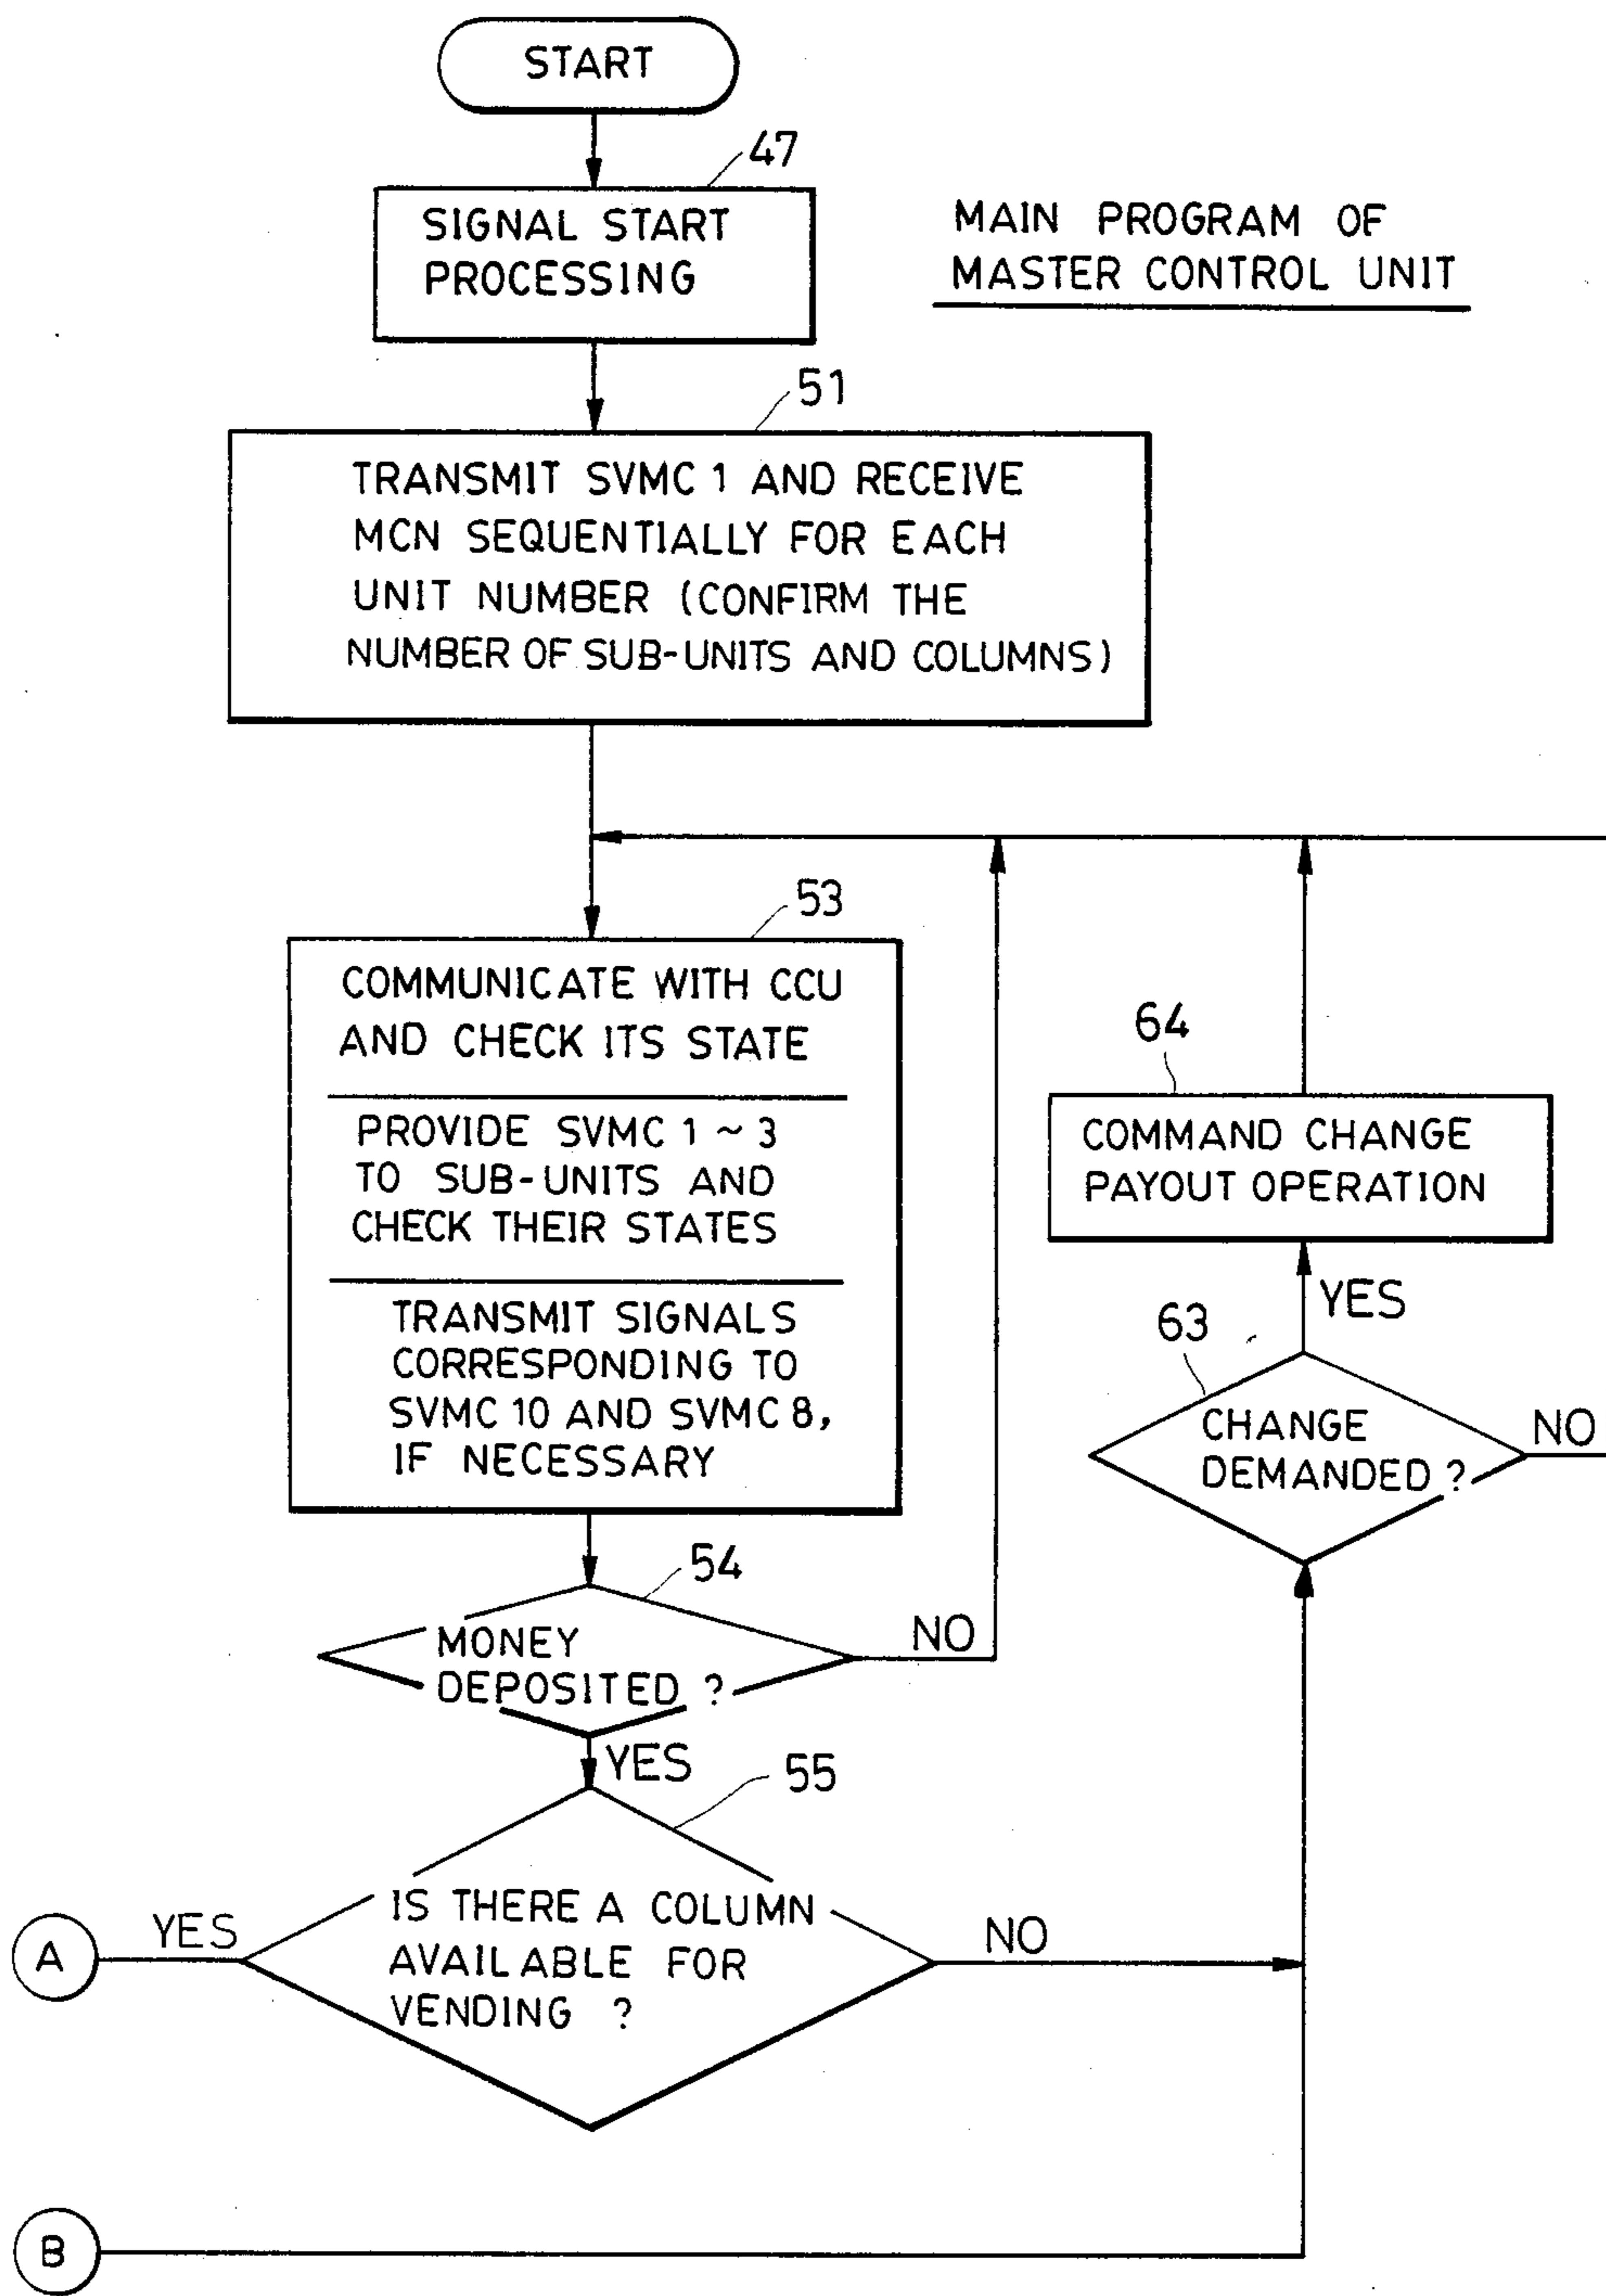 START
47
SIGNAL START
PROCESSING
MAIN PROGRAM OF
MASTER CONTROL UNIT
51
TRANSMIT SVMC 1 AND RECEIVE
MCN SEQUENTIALLY FOR EACH
UNIT NUMBER (CONFIRM THE
NUMBER OF SUB-UNITS AND COLUMNS)
53
COMMUNICATE WITH CCU
AND CHECK ITS STATE
PROVIDE SVMC 1 ~ 3
TO SUB-UNITS AND
CHECK THEIR STATES
TRANSMIT SIGNALS
CORRESPONDING TO
SVMC 10 AND SVMC 8,
IF NECESSARY
64
COMMAND CHANGE
PAYOUT OPERATION
YES
63
CHANGE
DEMANDED ?
NO
54
MONEY
DEPOSITED ?
NO
YES
55
IS THERE A COLUMN
AVAILABLE FOR
VENDING ?
YES
A
NO
B